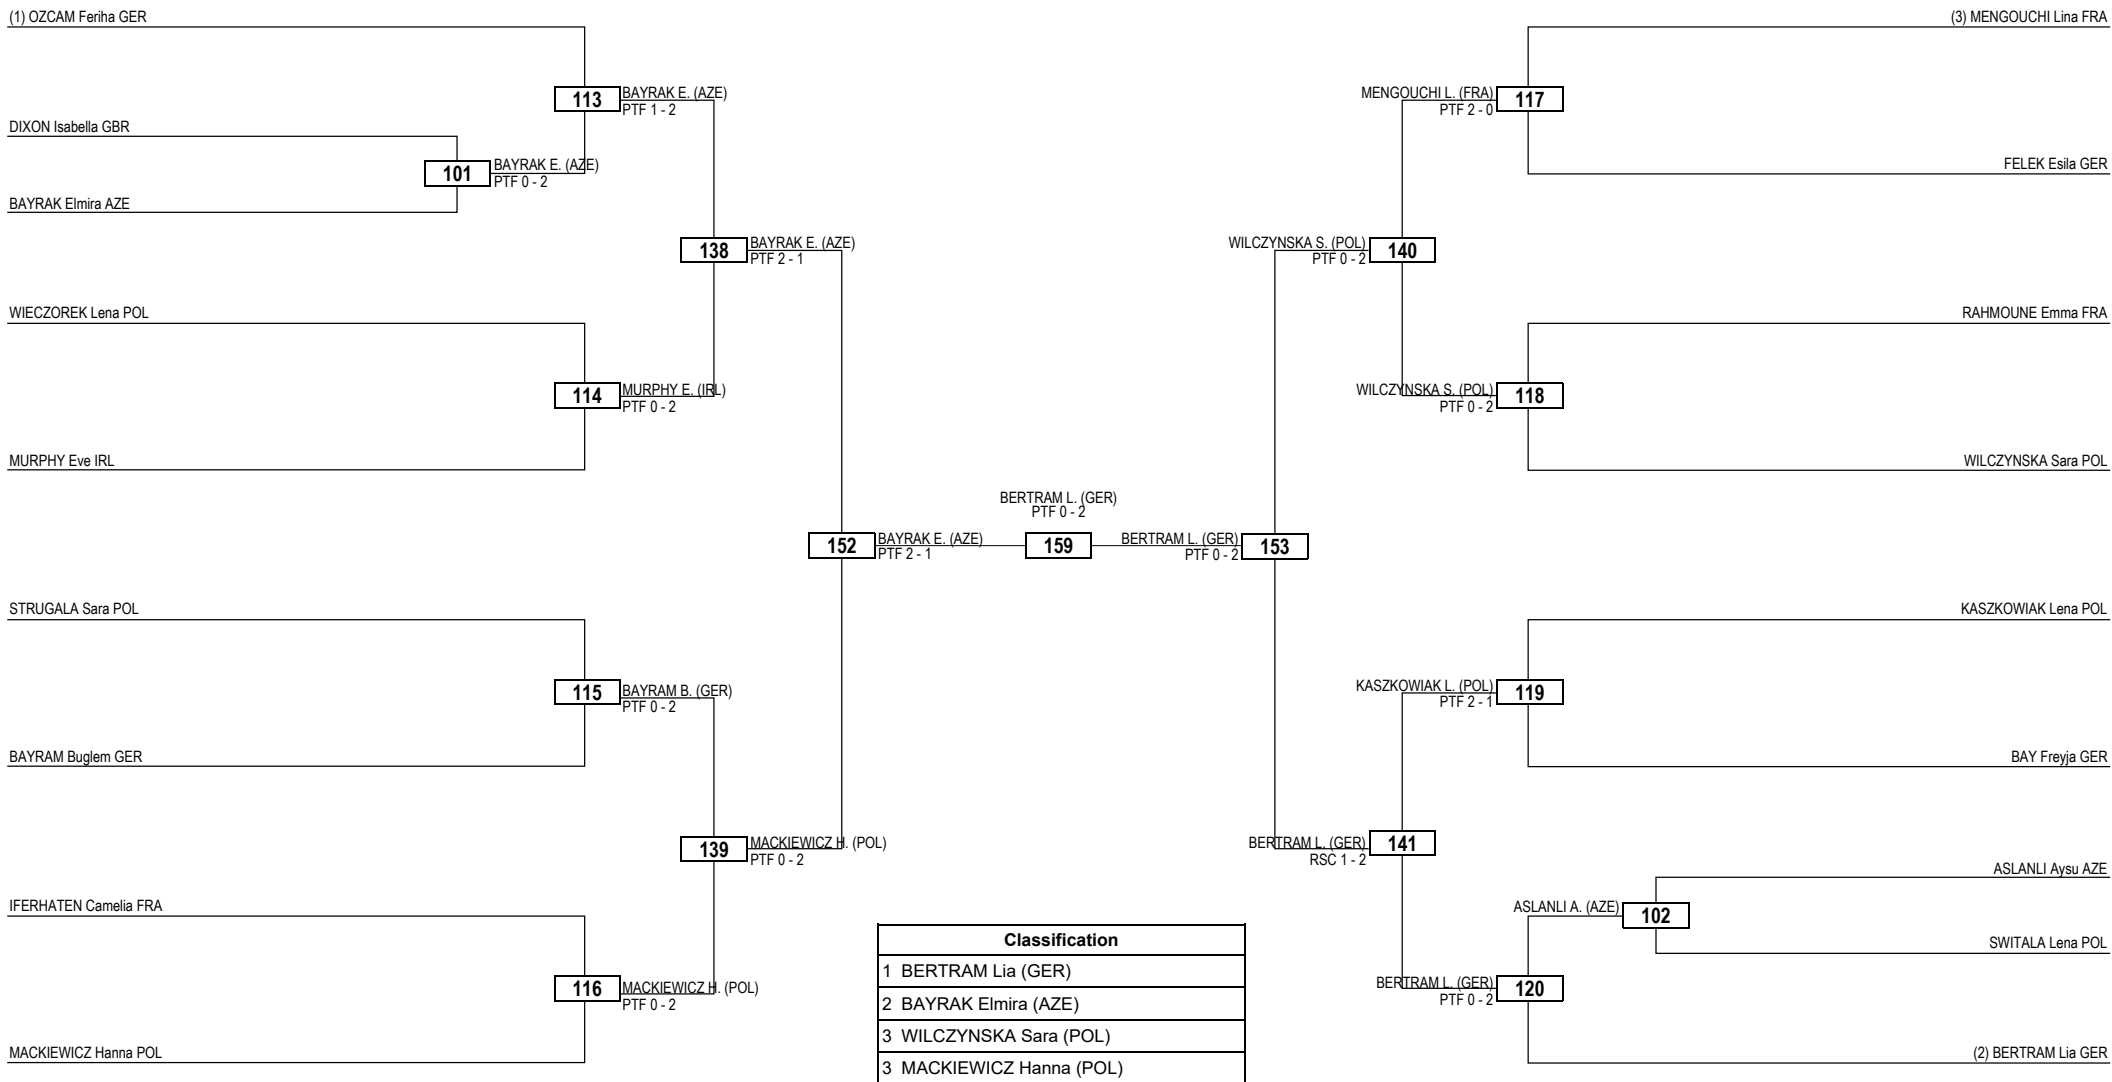 (1) OZCAM Feriha GER
(3) MENGOUCHI Lina FRA
113
BAYRAK E. (AZE)
PTF 1 - 2
MENGOUCHI L. (FRA)
PTF 2 - 0
117
DIXON Isabella GBR
101
BAYRAK E. (AZE)
PTF 0 - 2
FELEK Esila GER
BAYRAK Elmira AZE
138
BAYRAK E. (AZE)
PTF 2 - 1
WILCZYNSKA S. (POL)
PTF 0 - 2
140
WIECZOREK Lena POL
RAHMOUNE Emma FRA
114
MURPHY E. (IRL)
PTF 0 - 2
WILCZYNSKA S. (POL)
PTF 0 - 2
118
MURPHY Eve IRL
WILCZYNSKA Sara POL
BERTRAM L. (GER)
PTF 0 - 2
152
BAYRAK E. (AZE)
PTF 2 - 1
159
BERTRAM L. (GER)
PTF 0 - 2
153
STRUGALA Sara POL
KASZKOWIAK Lena POL
115
BAYRAM B. (GER)
PTF 0 - 2
KASZKOWIAK L. (POL)
PTF 2 - 1
119
BAYRAM Buglem GER
BAY Freyja GER
139
MACKIEWICZ H. (POL)
PTF 0 - 2
BERTRAM L. (GER)
RSC 1 - 2
141
ASLANLI Aysu AZE
IFERHATEN Camelia FRA
ASLANLI A. (AZE)
102
SWITALA Lena POL
116
MACKIEWICZ H. (POL)
PTF 0 - 2
BERTRAM L. (GER)
PTF 0 - 2
120
MACKIEWICZ Hanna POL
(2) BERTRAM Lia GER
Classification
1 BERTRAM Lia (GER)
2 BAYRAK Elmira (AZE)
3 WILCZYNSKA Sara (POL)
3 MACKIEWICZ Hanna (POL)